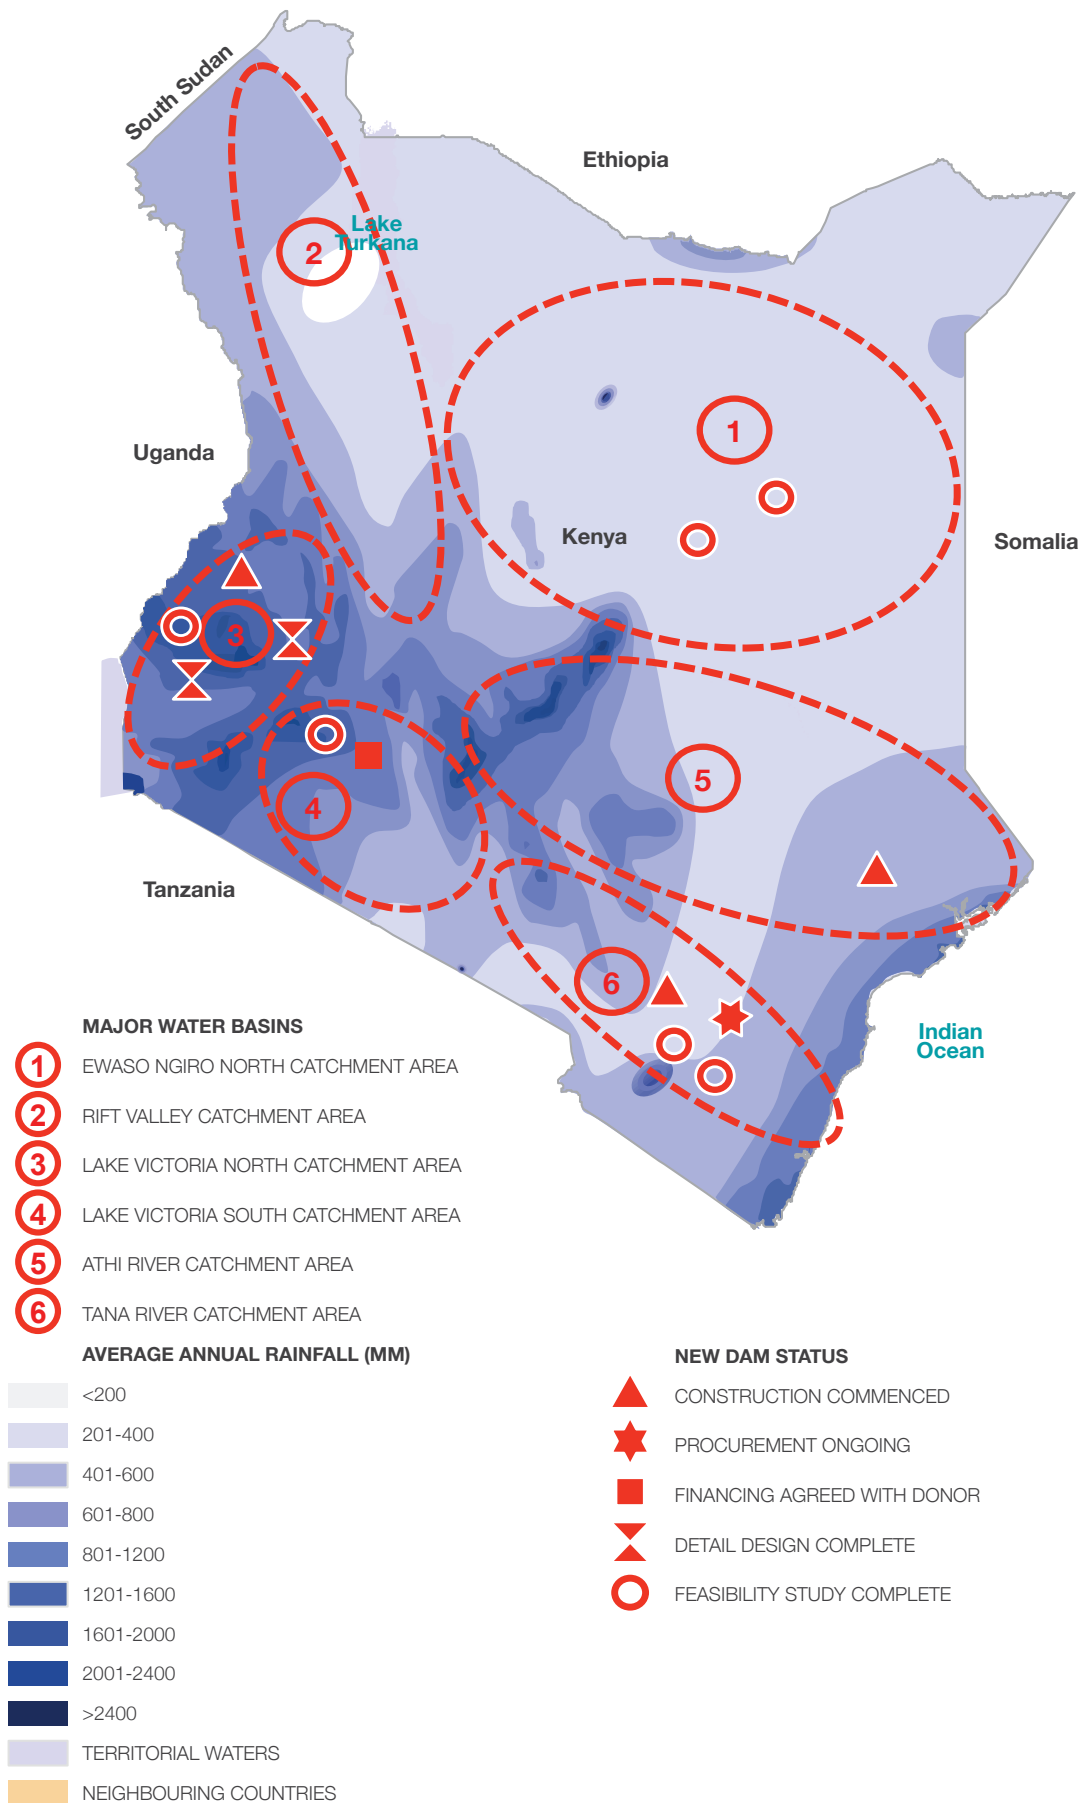 South Sudan
Ethiopia
Lake
Turkana
2
1
Uganda
Kenya
Somalia
3
5
4
Tanzania
6
Indian
Ocean
MAJOR WATER BASINS
1 EWASO NGIRO NORTH CATCHMENT AREA
2 RIFT VALLEY CATCHMENT AREA
3 LAKE VICTORIA NORTH CATCHMENT AREA
4 LAKE VICTORIA SOUTH CATCHMENT AREA
5 ATHI RIVER CATCHMENT AREA
6 TANA RIVER CATCHMENT AREA
AVERAGE ANNUAL RAINFALL (MM)
<200
201-400
401-600
601-800
801-1200
1201-1600
1601-2000
2001-2400
>2400
TERRITORIAL WATERS
NEIGHBOURING COUNTRIES
NEW DAM STATUS
CONSTRUCTION COMMENCED
PROCUREMENT ONGOING
FINANCING AGREED WITH DONOR
DETAIL DESIGN COMPLETE
FEASIBILITY STUDY COMPLETE